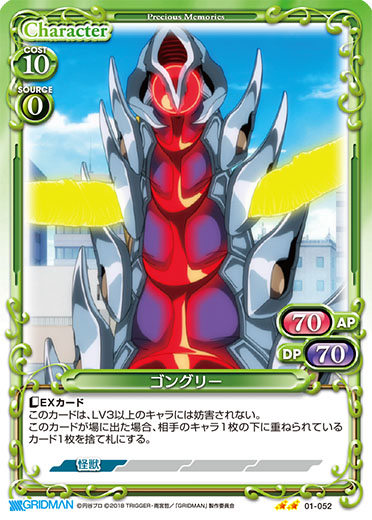 Precious Memories
Character
COST
10
SOURCE
0
70 AP
DP 70
ゴングリー
EXカード
このカードは、LV3以上のキャラには妨害されない。
このカードが場に出た場合、相手のキャラ1枚の下に重ねられている
カード1枚を捨て札にする。
怪獣
GRIDMAN
©円谷プロ ©2018 TRIGGER・雨宮哲/「GRIDMAN」製作委員会
01-052